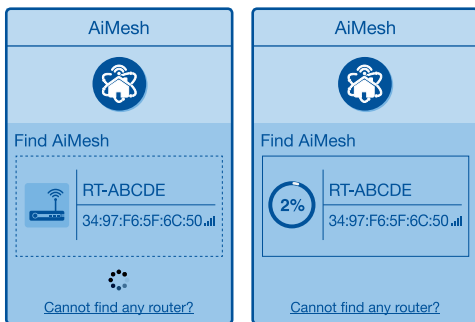 AiMesh
Find AiMesh
RT-ABCDE
34:97:F6:5F:6C:50
Cannot find any router?
AiMesh
Find AiMesh
2%
RT-ABCDE
34:97:F6:5F:6C:50
Cannot find any router?